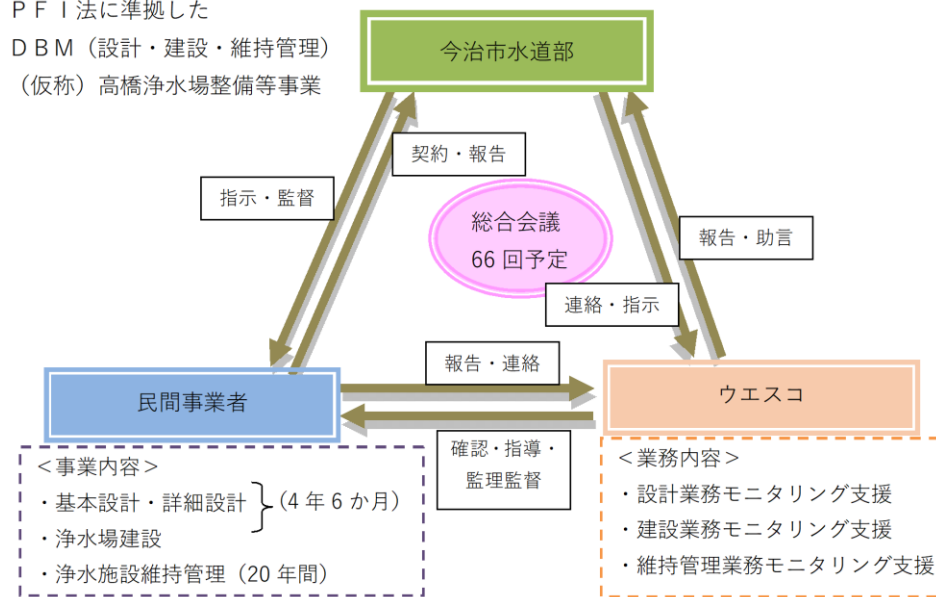 ＰＦＩ法に準拠した
ＤＢＭ（設計・建設・維持管理）
（仮称）高橋浄水場整備等事業
今治市水道部
契約・報告
指示・監督
総合会議
66 回予定
報告・助言
連絡・指示
報告・連絡
民間事業者
ウエスコ
確認・指導・
監理監督
＜事業内容＞
・基本設計・詳細設計
（4 年 6 か月）
・浄水場建設
・浄水施設維持管理（20 年間）
＜業務内容＞
・設計業務モニタリング支援
・建設業務モニタリング支援
・維持管理業務モニタリング支援